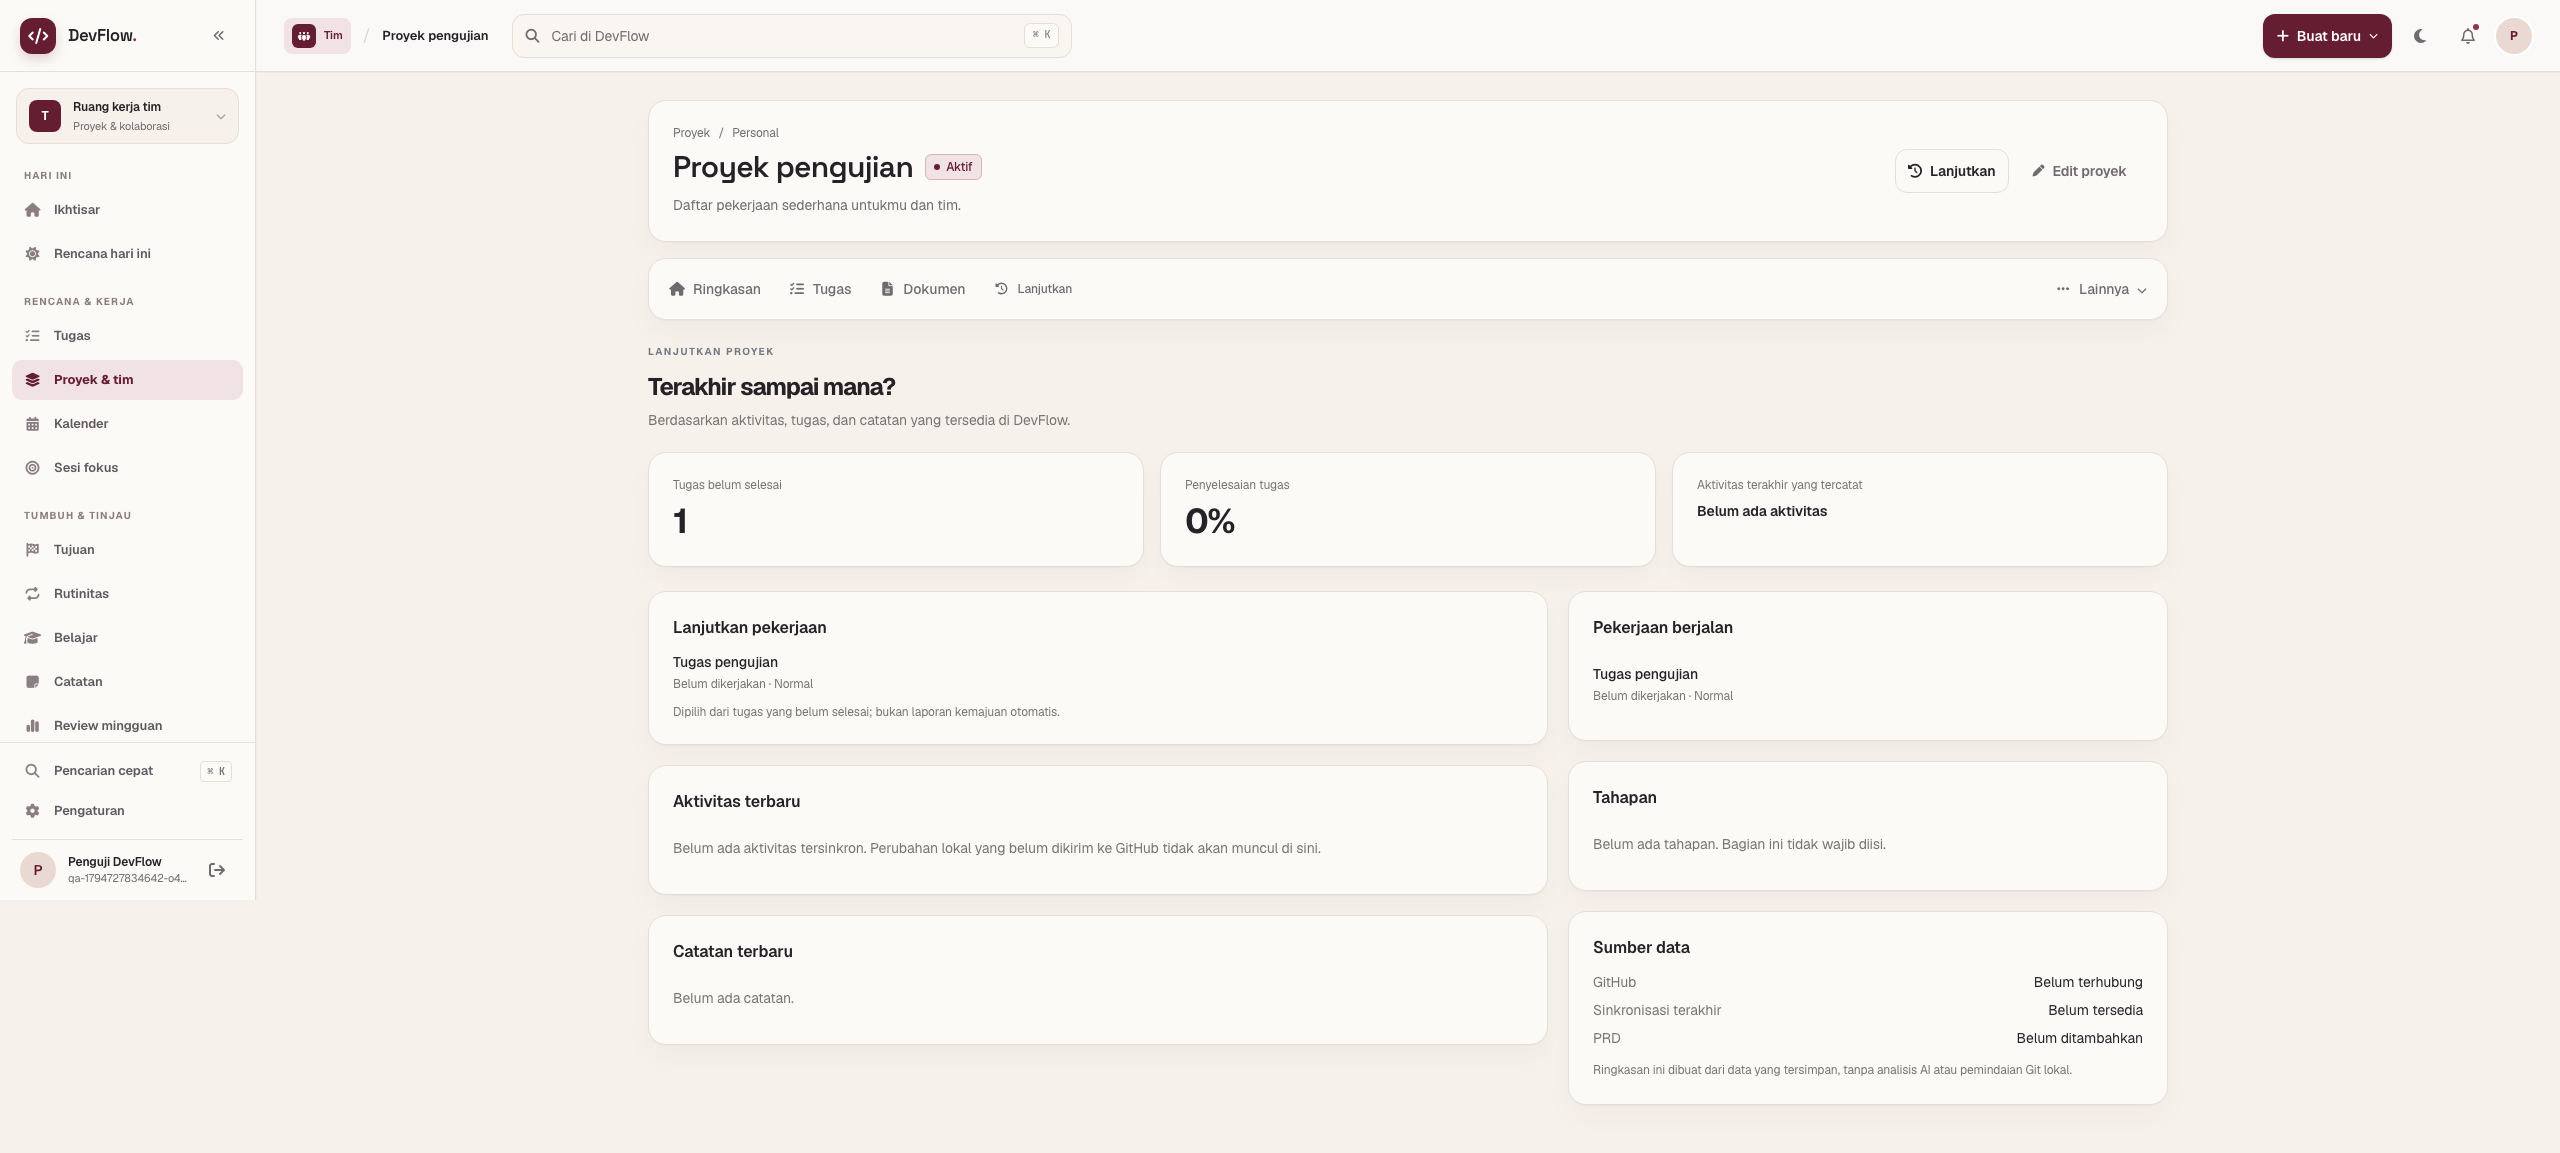 DevFlow.
Tim / Proyek pengujian
Cari di DevFlow ⌘ K
Buat baru
P
T
Ruang kerja tim
Proyek & kolaborasi
HARI INI
Ikhtisar
Rencana hari ini
RENCANA & KERJA
Tugas
Proyek & tim
Kalender
Sesi fokus
TUMBUH & TINJAU
Tujuan
Rutinitas
Belajar
Catatan
Review mingguan
Pencarian cepat ⌘ K
Pengaturan
P
Penguji DevFlow
qa-1794727834642-o4...
Proyek / Personal
Proyek pengujian Aktif
Daftar pekerjaan sederhana untukmu dan tim.
Lanjutkan Edit proyek
Ringkasan Tugas Dokumen Lanjutkan Lainnya
LANJUTKAN PROYEK
Terakhir sampai mana?
Berdasarkan aktivitas, tugas, dan catatan yang tersedia di DevFlow.
Tugas belum selesai
1
Penyelesaian tugas
0%
Aktivitas terakhir yang tercatat
Belum ada aktivitas
Lanjutkan pekerjaan
Tugas pengujian
Belum dikerjakan · Normal
Dipilih dari tugas yang belum selesai; bukan laporan kemajuan otomatis.
Aktivitas terbaru
Belum ada aktivitas tersinkron. Perubahan lokal yang belum dikirim ke GitHub tidak akan muncul di sini.
Catatan terbaru
Belum ada catatan.
Pekerjaan berjalan
Tugas pengujian
Belum dikerjakan · Normal
Tahapan
Belum ada tahapan. Bagian ini tidak wajib diisi.
Sumber data
GitHub Belum terhubung
Sinkronisasi terakhir Belum tersedia
PRD Belum ditambahkan
Ringkasan ini dibuat dari data yang tersimpan, tanpa analisis AI atau pemindaian Git lokal.